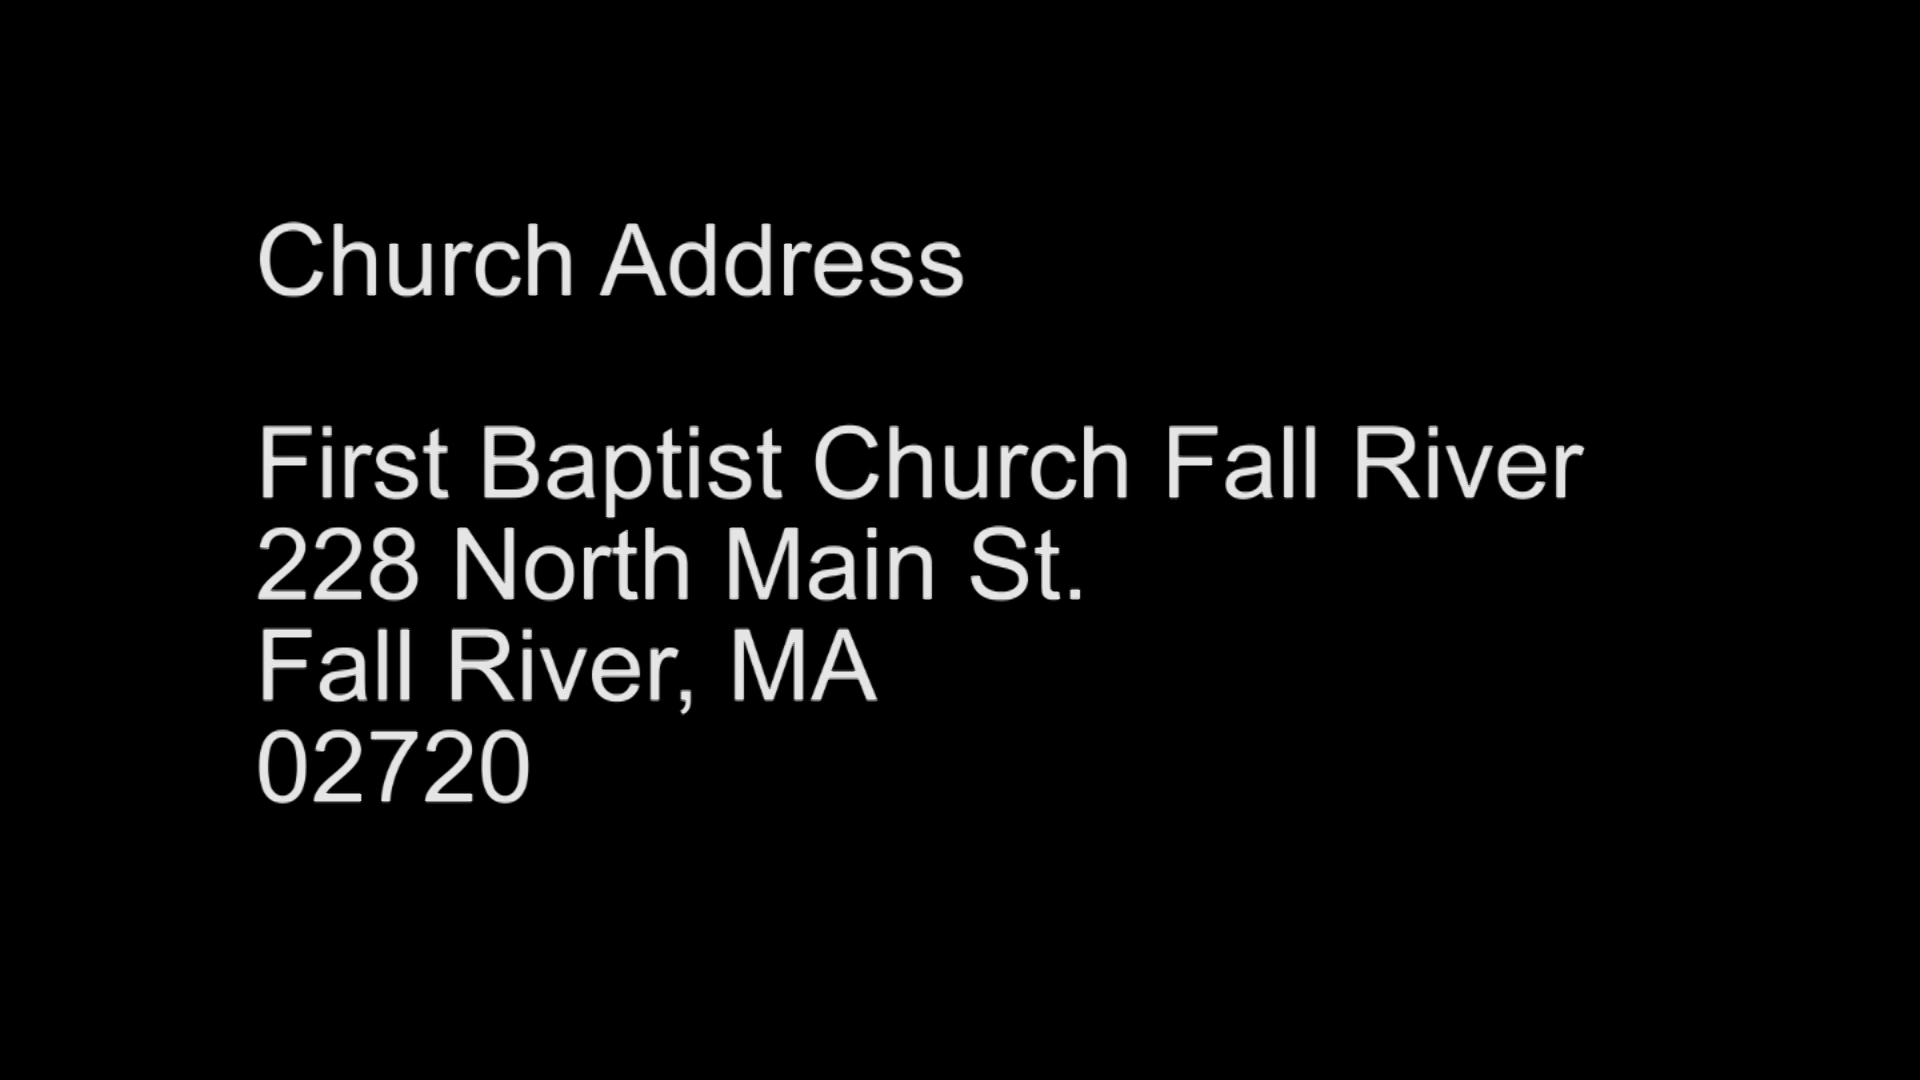 Church Address
First Baptist Church Fall River
228 North Main St.
Fall River, MA
02720